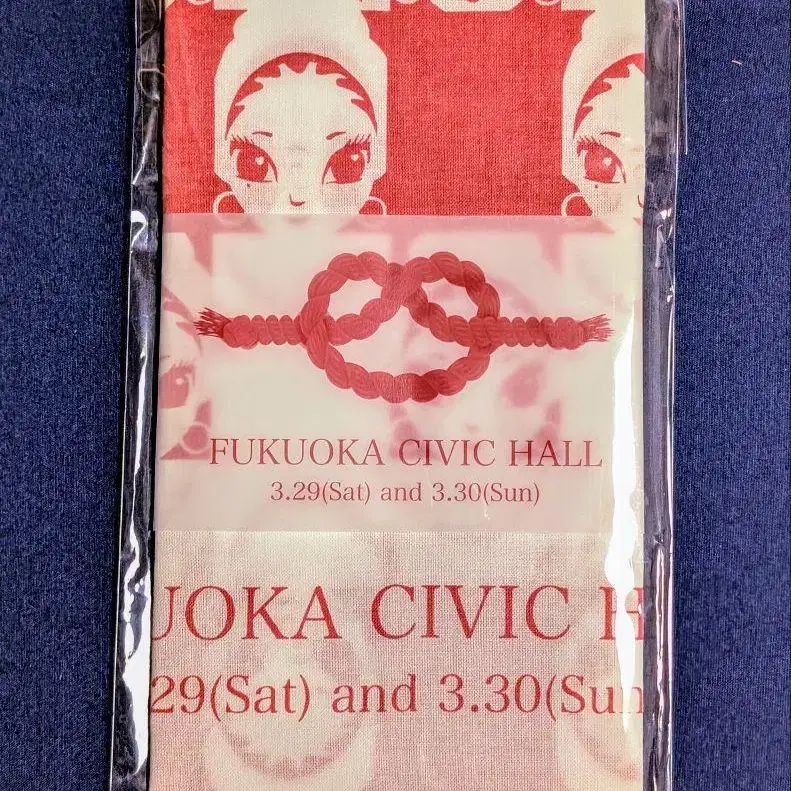 FUKUOKA CIVIC HALL
3.29(Sat) and 3.30(Sun)
UOKA CIVIC H
29(Sat) and 3.30(Sun